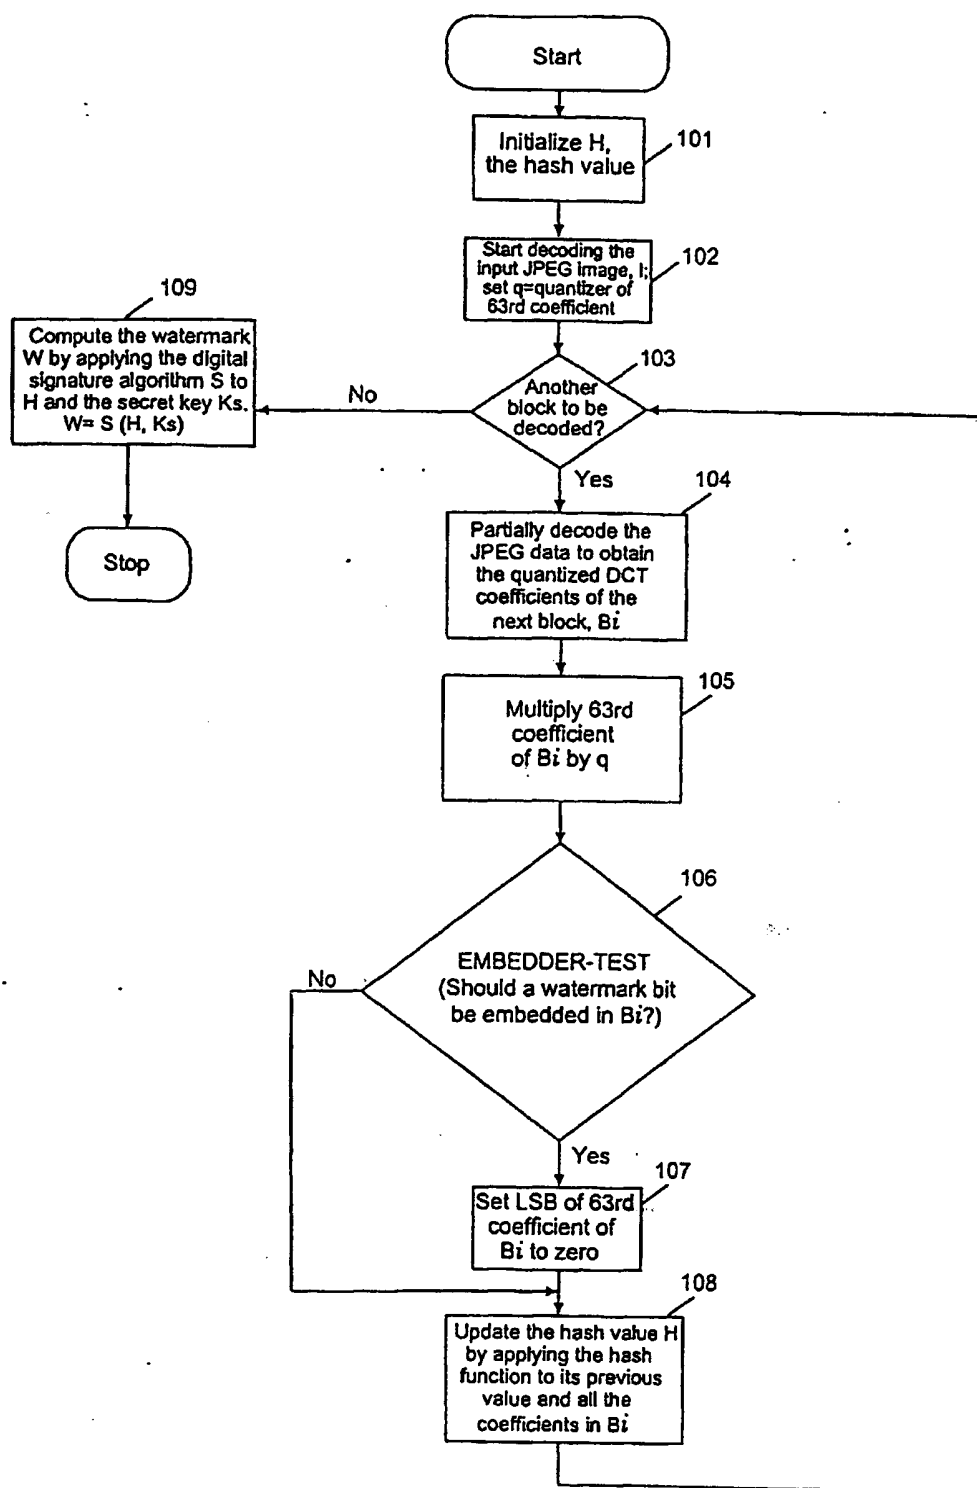 Start
101
Initialize H,
the hash value
102
Start decoding the
input JPEG image, I;
set q=quantizer of
63rd coefficient
109
Compute the watermark
W by applying the digital
signature algorithm S to
H and the secret key Ks.
W= S (H, Ks)
103
No
Another
block to be
decoded?
Yes
104
Stop
Partially decode the
JPEG data to obtain
the quantized DCT
coefficients of the
next block, Bi
105
Multiply 63rd
coefficient
of Bi by q
106
No
EMBEDDER-TEST
(Should a watermark bit
be embedded in Bi?)
Yes
107
Set LSB of 63rd
coefficient of
Bi to zero
108
Update the hash value H
by applying the hash
function to its previous
value and all the
coefficients in Bi